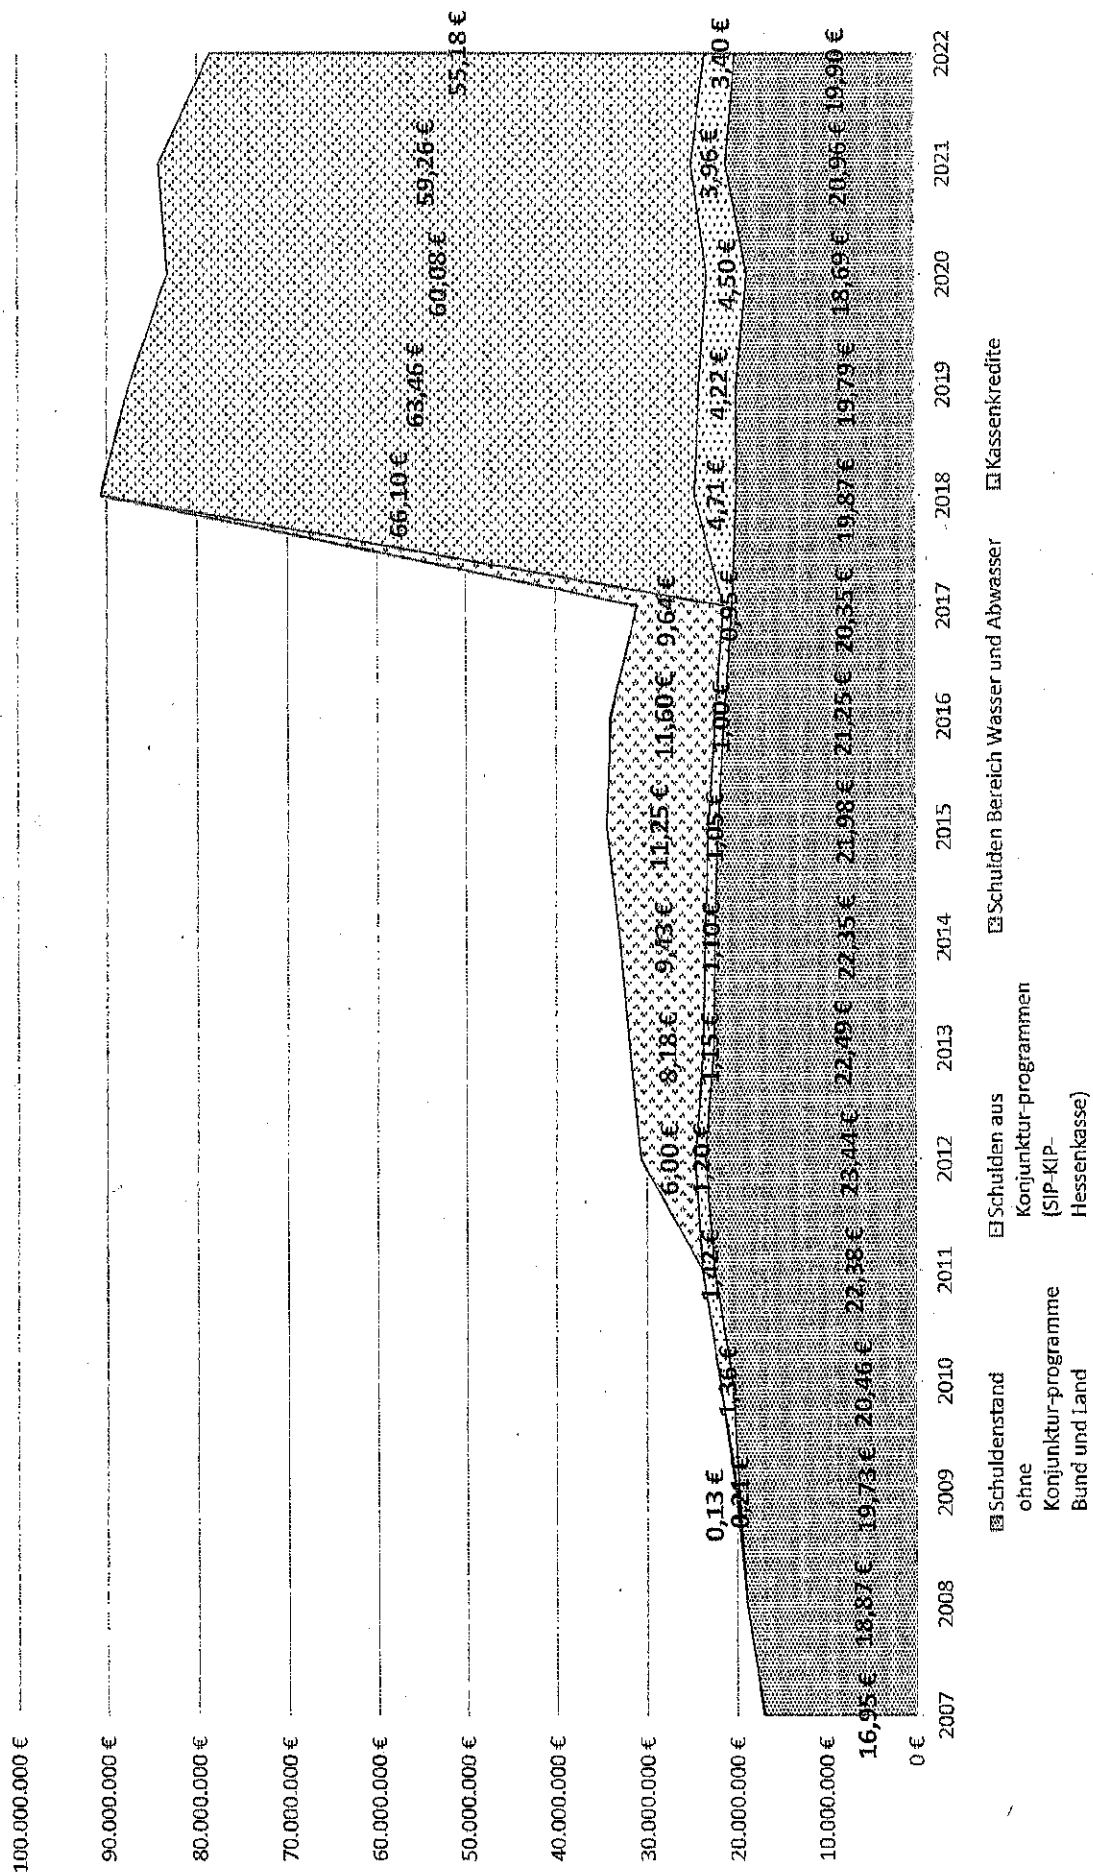 100.000.000 €
90.000.000 €
80.000.000 €
70.000.000 €
60.000.000 €
50.000.000 €
40.000.000 €
30.000.000 €
20.000.000 €
10.000.000 €
0 €
66,10 € 63,46 € 60,08 € 59,26 € 55,18 €
6,00 € 8,18 € 9,43 € 11,25 € 11,60 € 9,64 €
0,13 €
0,21 € 1,36 € 1,42 € 1,20 € 1,15 € 1,10 € 1,05 € 1,00 € 0,95 € 4,71 € 4,22 € 4,50 € 3,96 € 3,40 €
16,95 € 18,87 € 19,73 € 20,46 € 22,38 € 23,44 € 22,49 € 22,35 € 21,98 € 21,25 € 20,35 € 19,87 € 19,79 € 18,69 € 20,96 € 19,90 €
2007 2008 2009 2010 2011 2012 2013 2014 2015 2016 2017 2018 2019 2020 2021 2022
Schuldenstand
ohne
Konjunktur-programme
Bund und Land
Schulden aus
Konjunktur-programmen
(SIP-KIP-
Hessenkasse)
Schulden Bereich Wasser und Abwasser
Kassenkredite